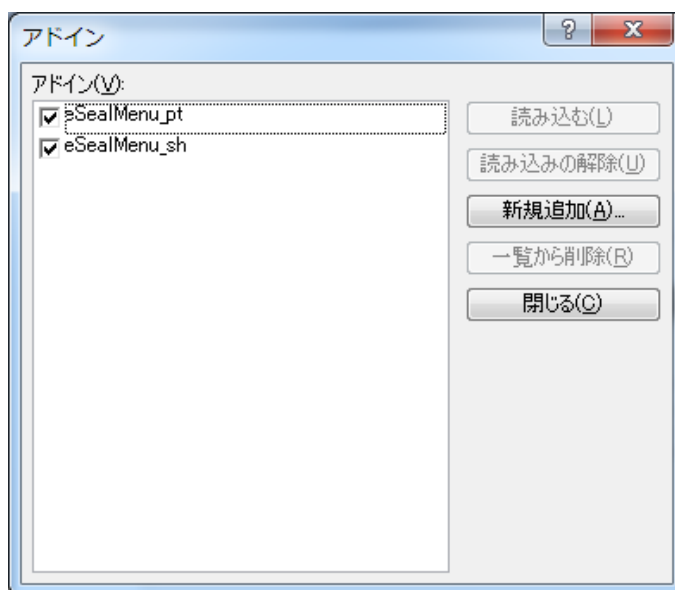 アドイン
?
アドイン(V):
eSealMenu_pt
eSealMenu_sh
読み込む(L)
読み込みの解除(U)
新規追加(A)...
一覧から削除(R)
閉じる(C)